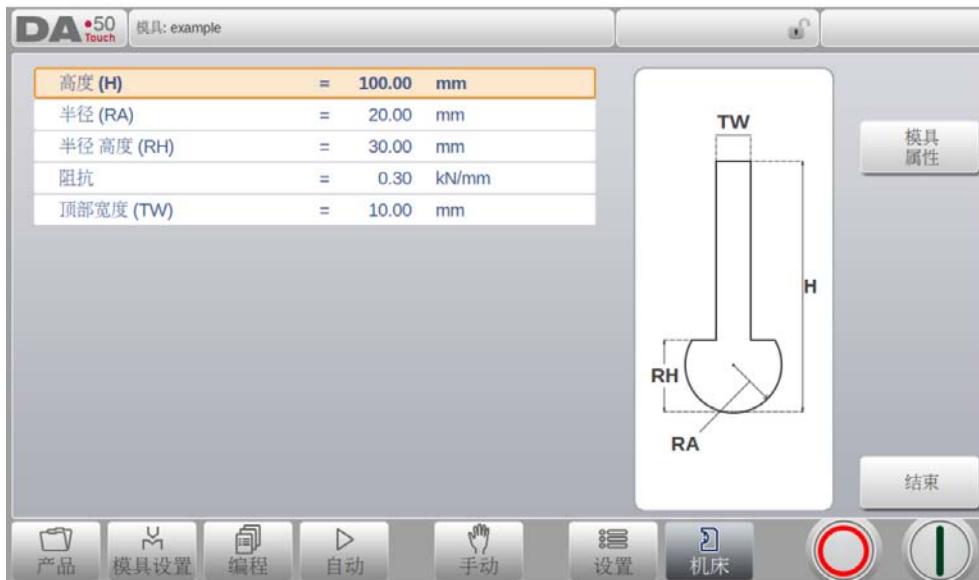 DA•50 Touch
模具: example
高度 (H) = 100.00 mm
半径 (RA) = 20.00 mm
半径 高度 (RH) = 30.00 mm
阻抗 = 0.30 kN/mm
顶部宽度 (TW) = 10.00 mm
TW
H
RH
RA
模具
属性
结束
产品
模具设置
编程
自动
手动
设置
机床